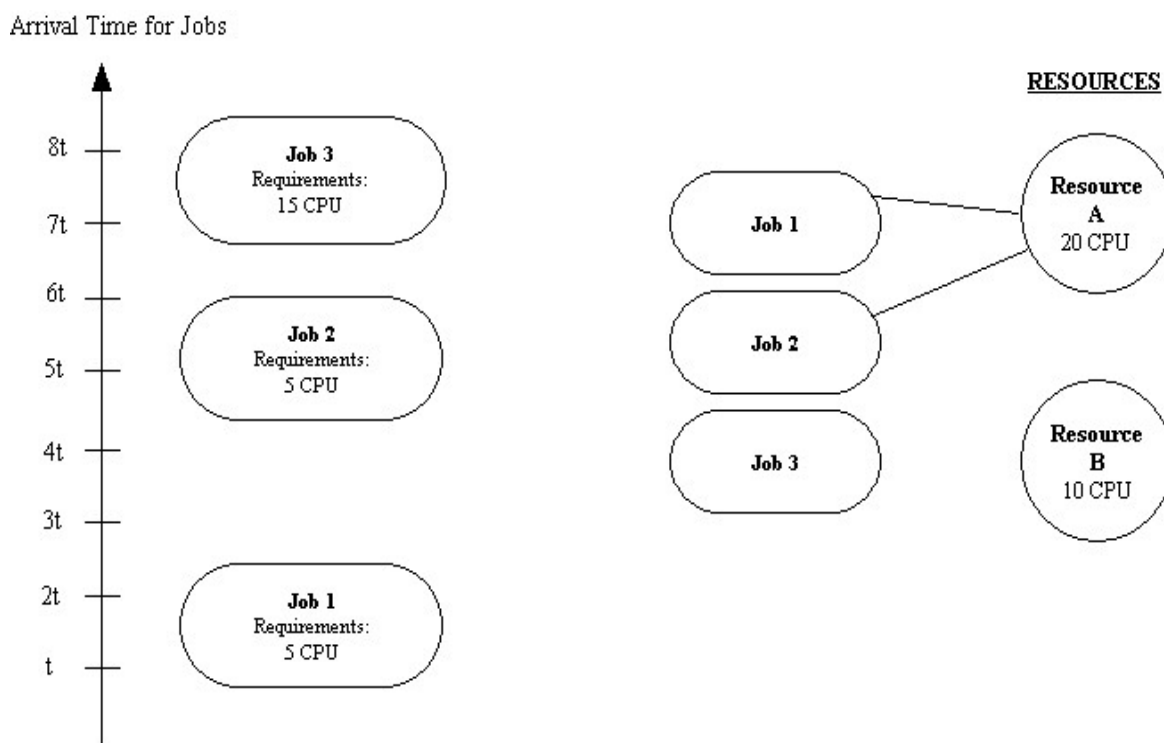 Arrival Time for Jobs
8t
7t
6t
5t
4t
3t
2t
t
Job 3
Requirements:
15 CPU
Job 2
Requirements:
5 CPU
Job 1
Requirements:
5 CPU
Job 1
Job 2
Job 3
RESOURCES
Resource
A
20 CPU
Resource
B
10 CPU